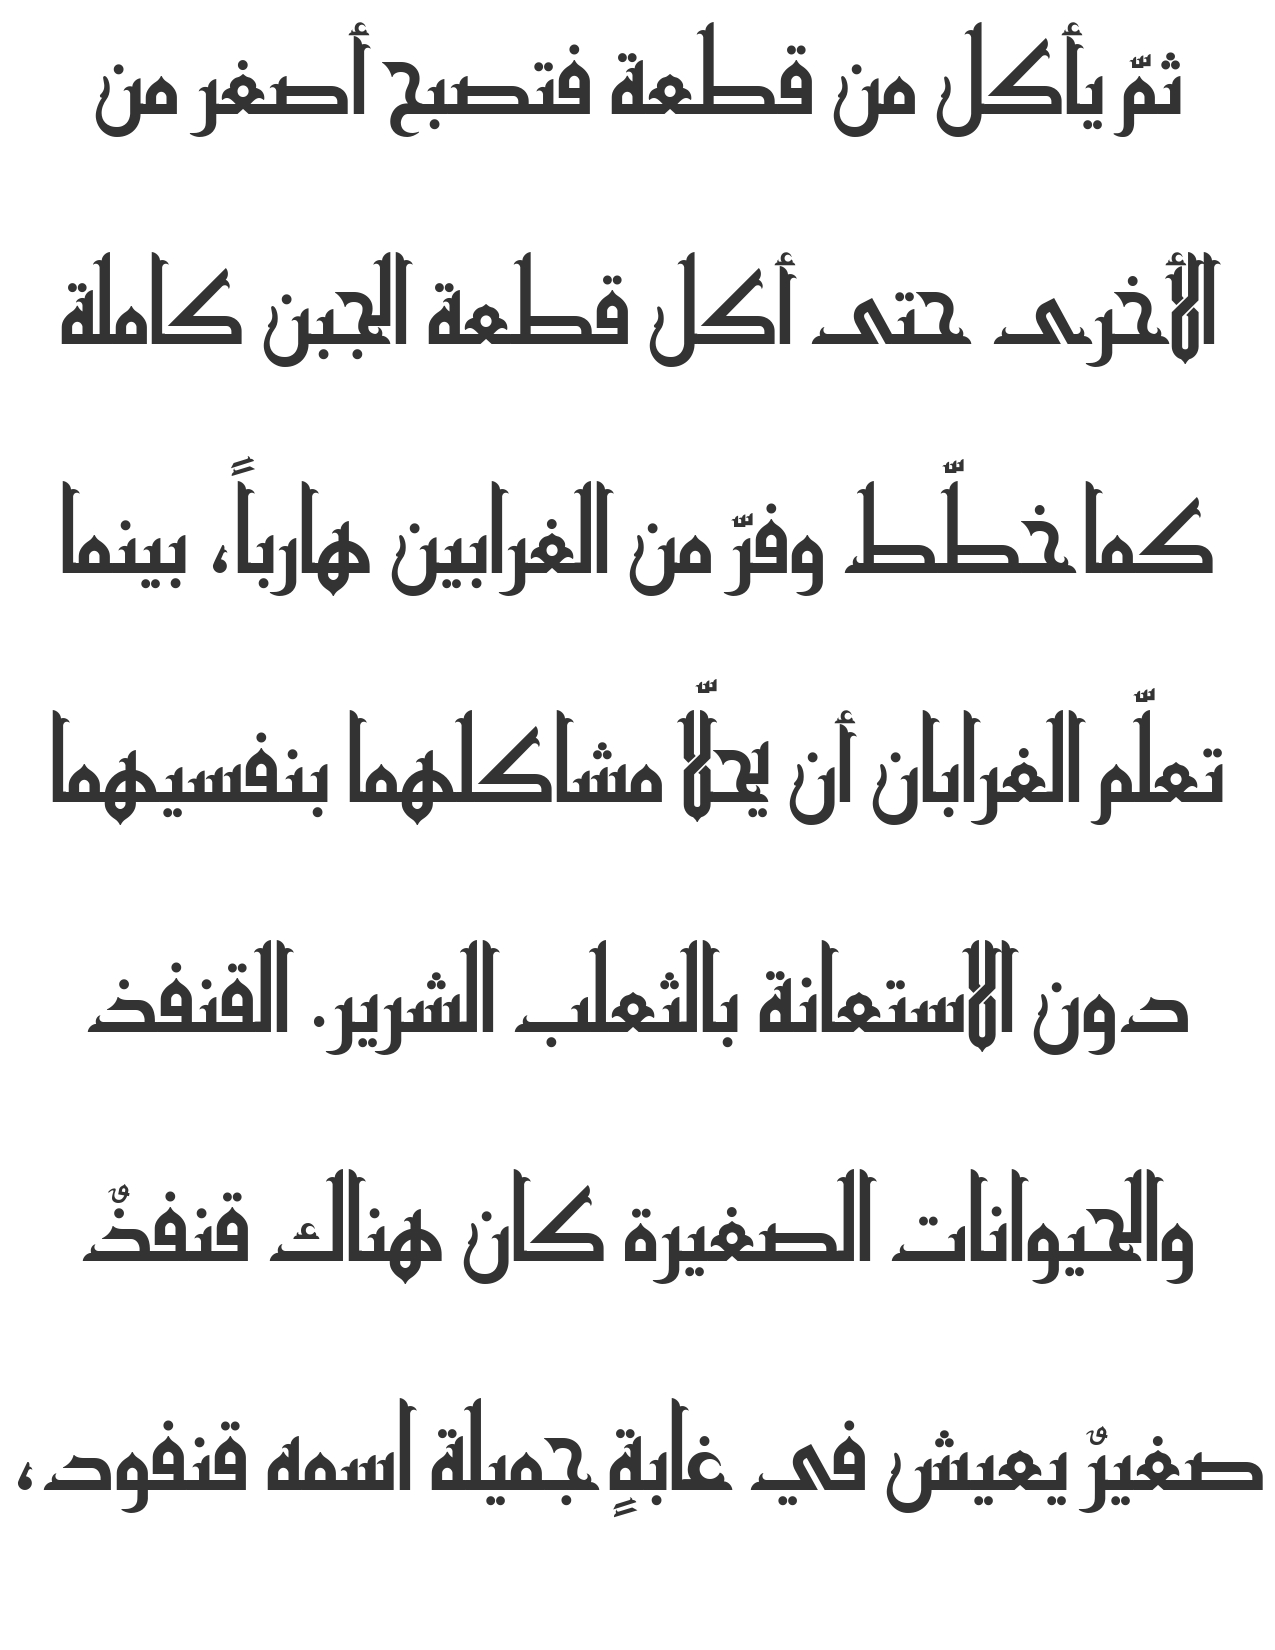 ثمّ يأكل من قطعة فتصبح أصغر من
الأخرى حتى أكل قطعة الجبن كاملة
كما خطّط وفرّ من الغرابين هارباً، بينما
تعلّم الغرابان أن يحلّا مشاكلهما بنفسيهما
دون الاستعانة بالثعلب الشرير. القنفذ
والحيوانات الصغيرة كان هناك قنفذٌ
صغيرٌ يعيش في غابةٍ جميلة اسمه قنفود،